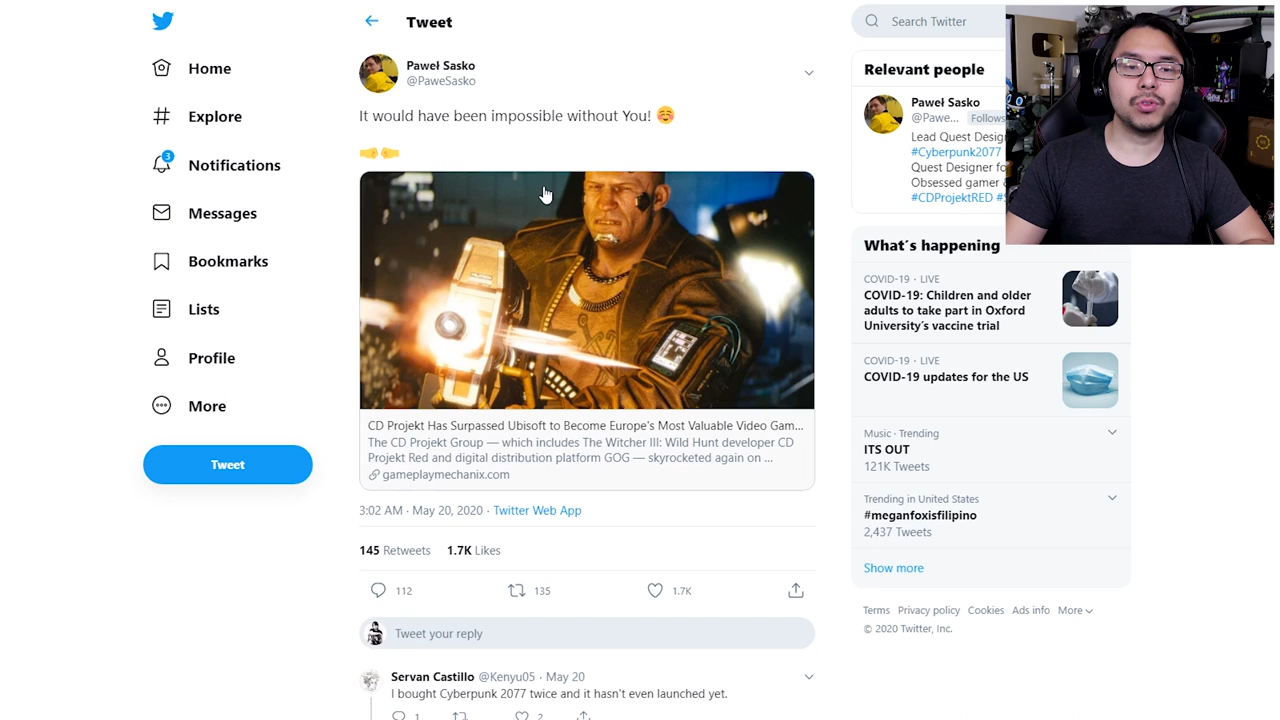 Home
Explore
3
Notifications
Messages
Bookmarks
Lists
Profile
More
Tweet
Tweet
Paweł Sasko
@PaweSasko
It would have been impossible without You!
CD Projekt Has Surpassed Ubisoft to Become Europe's Most Valuable Video Gam...
The CD Projekt Group — which includes The Witcher III: Wild Hunt developer CD
Projekt Red and digital distribution platform GOG — skyrocketed again on ...
gameplaymechanix.com
3:02 AM · May 20, 2020 · Twitter Web App
145 Retweets 1.7K Likes
112 135 1.7K
Tweet your reply
Servan Castillo @Kenyu05 · May 20
I bought Cyberpunk 2077 twice and it hasn't even launched yet.
1 2
Search Twitter
Relevant people
Paweł Sasko
@Pawe... Follows
Lead Quest
#Cyberpunk2077
Quest Designer fo
Obsessed gamer
#CDProjektRED
What's happening
COVID-19 · LIVE
COVID-19: Children and older
adults to take part in Oxford
University's vaccine trial
COVID-19 · LIVE
COVID-19 updates for the US
Music · Trending
ITS OUT
121K Tweets
Trending in United States
#meganfoxisfilipino
2,437 Tweets
Show more
Terms Privacy policy Cookies Ads info More
© 2020 Twitter, Inc.